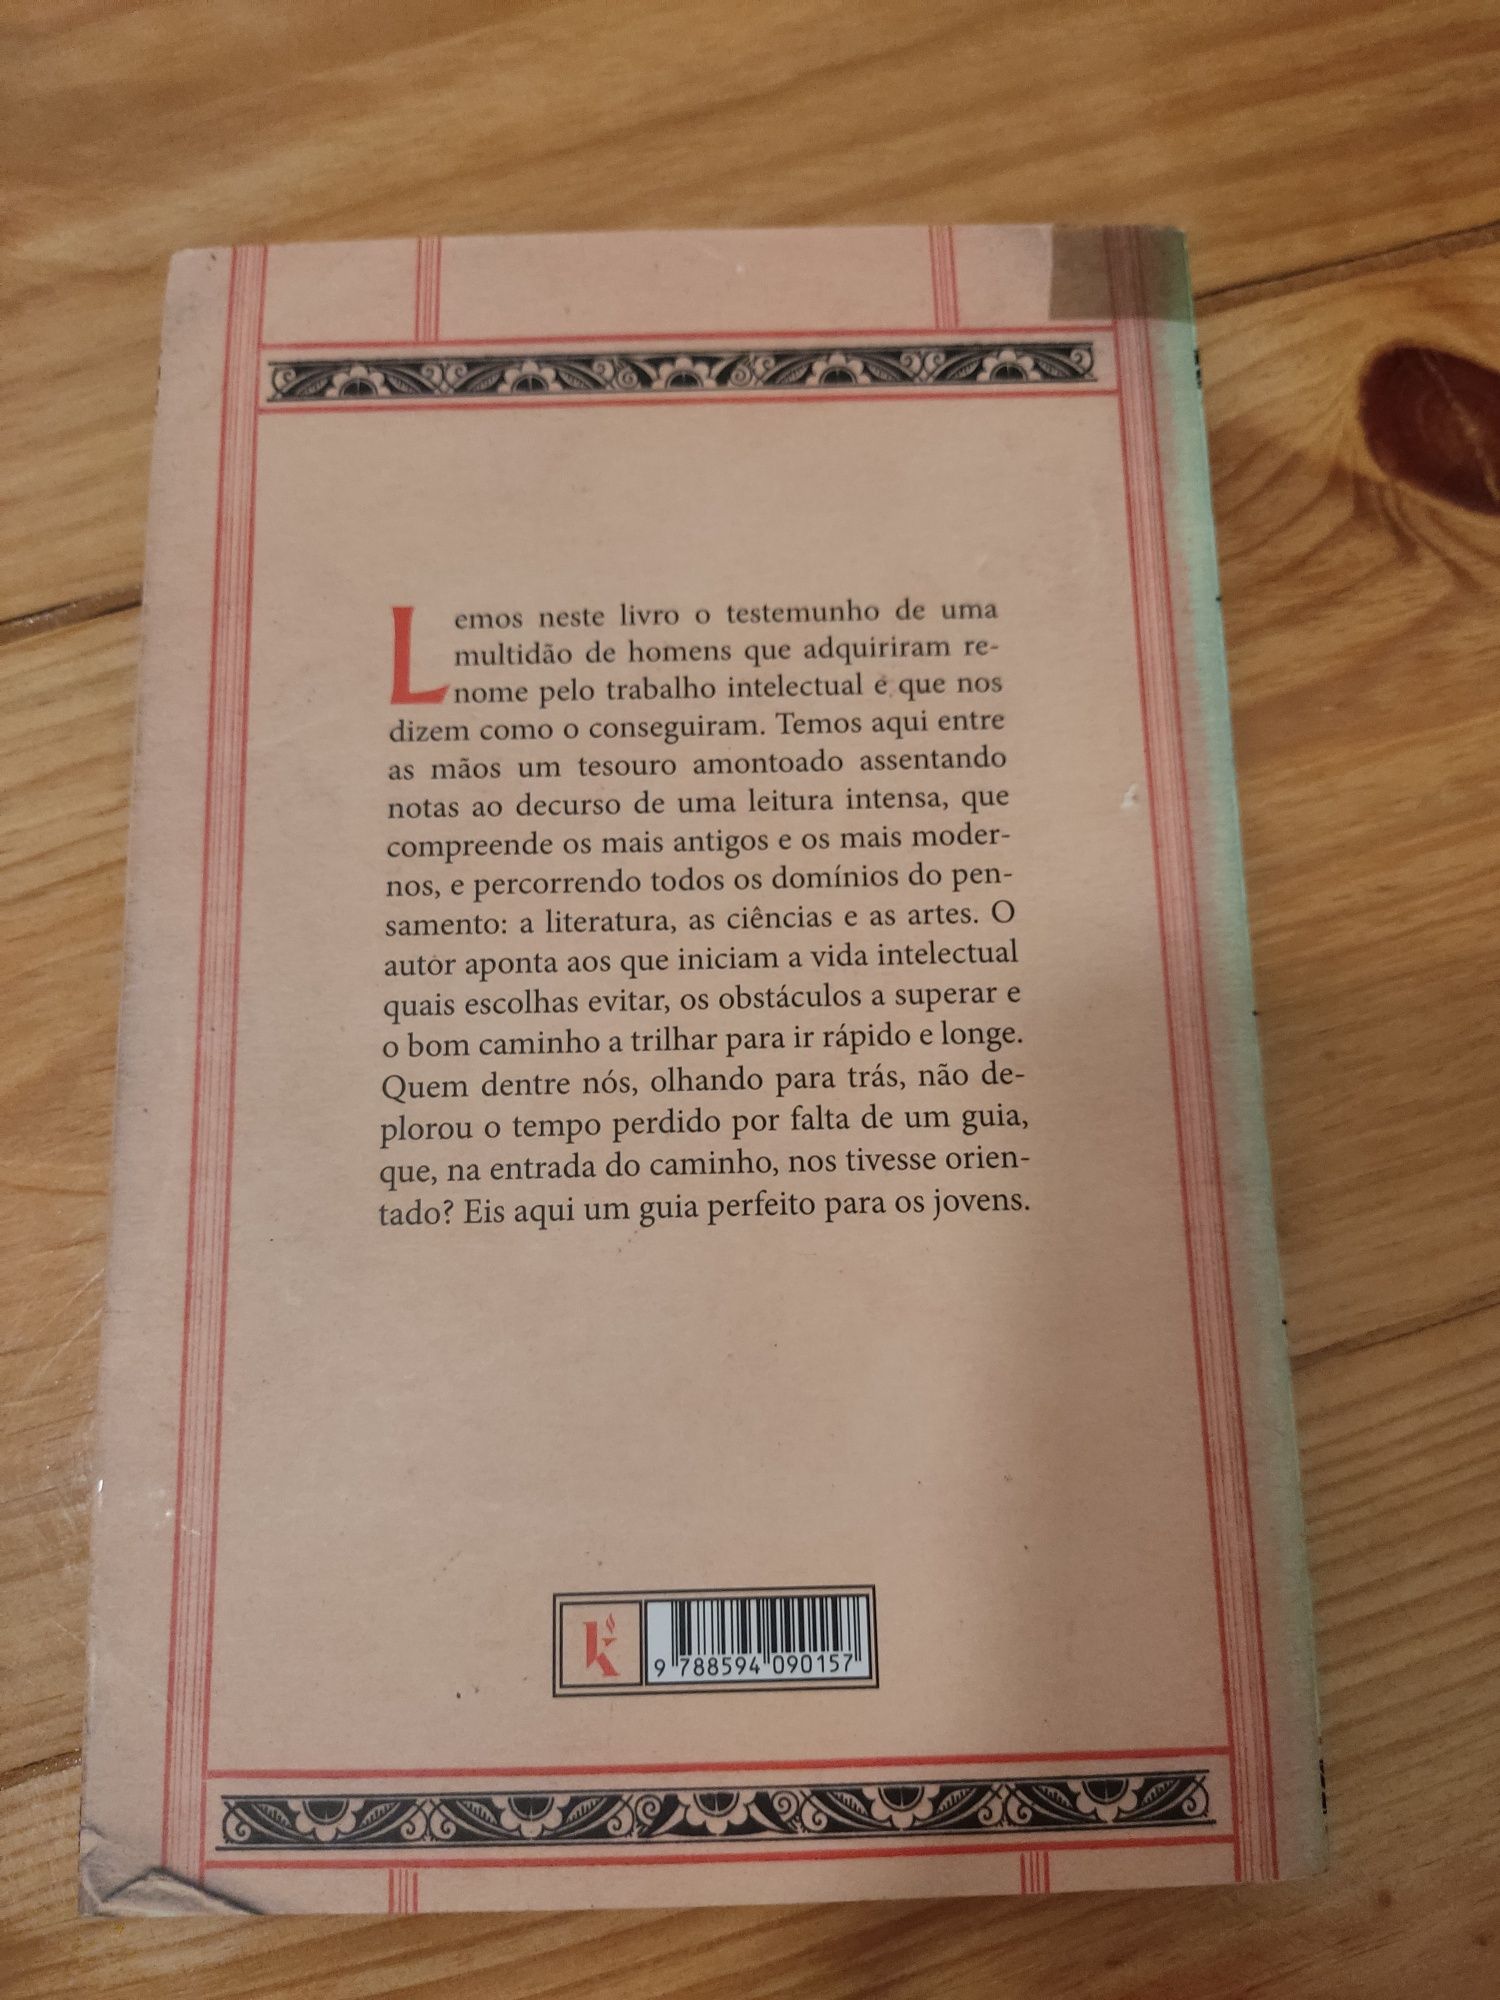 Lemos neste livro o testemunho de uma
multidão de homens que adquiriram re-
nome pelo trabalho intelectual e que nos
dizem como o conseguiram. Temos aqui entre
as mãos um tesouro amontoado assentando
notas ao decurso de uma leitura intensa, que
compreende os mais antigos e os mais moder-
nos, e percorrendo todos os domínios do pen-
samento: a literatura, as ciências e as artes. O
autor aponta aos que iniciam a vida intelectual
quais escolhas evitar, os obstáculos a superar e
o bom caminho a trilhar para ir rápido e longe.
Quem dentre nós, olhando para trás, não de-
plorou o tempo perdido por falta de um guia,
que, na entrada do caminho, nos tivesse orien-
tado? Eis aqui um guia perfeito para os jovens.
k
9 788594 090157